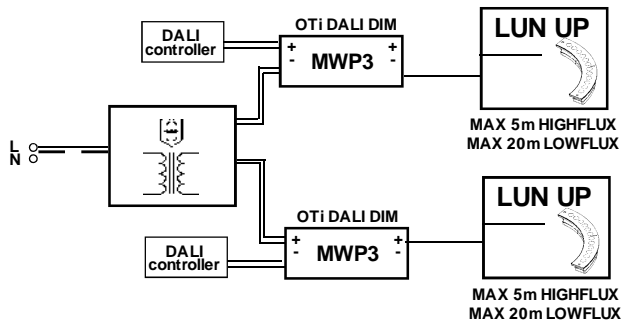 DALI
controller
OTi DALI DIM
+ +
- -
MWP3
LUN UP
MAX 5m HIGHFLUX
MAX 20m LOWFLUX
L
N
OTi DALI DIM
+ +
- -
MWP3
DALI
controller
LUN UP
MAX 5m HIGHFLUX
MAX 20m LOWFLUX